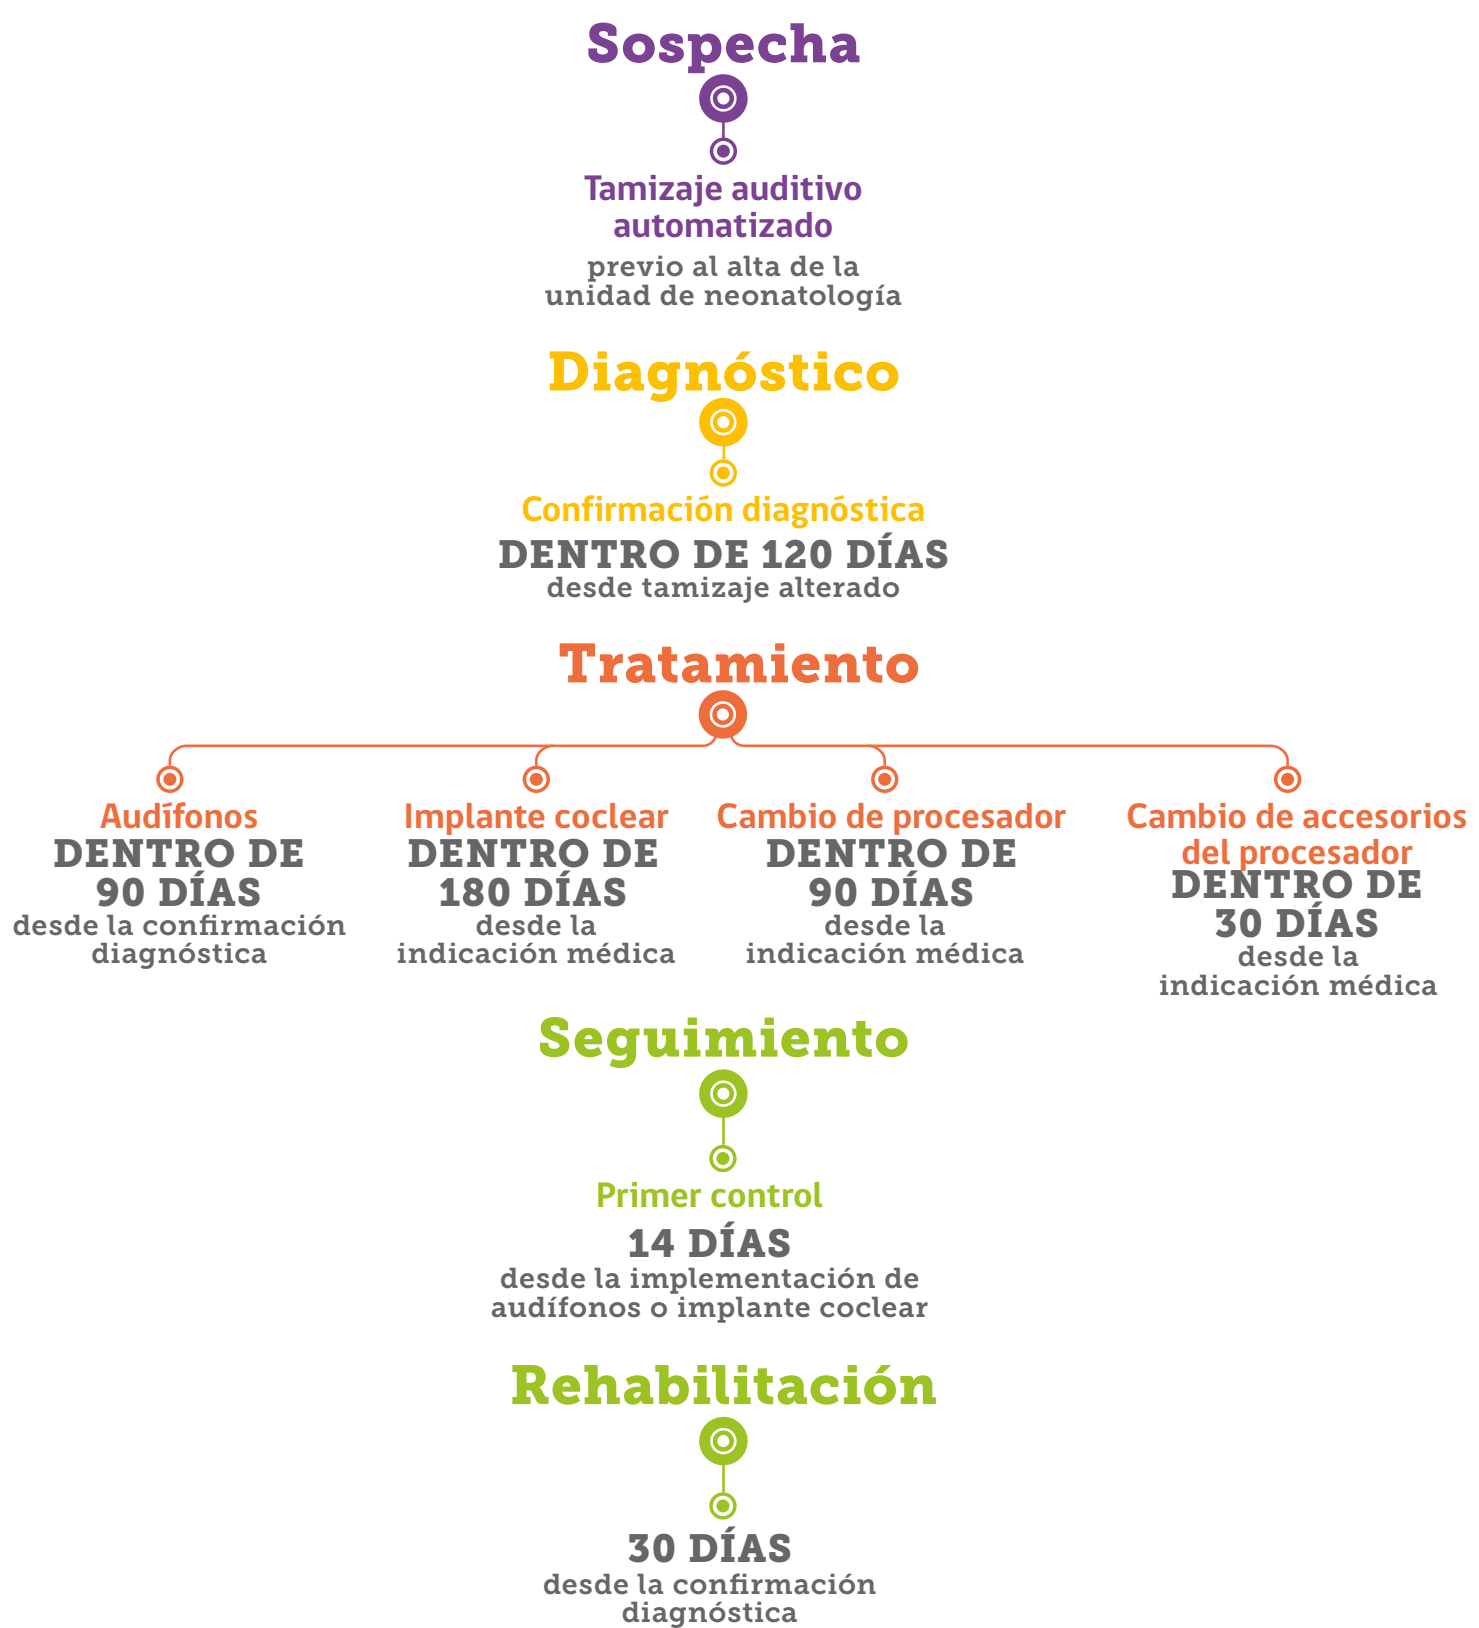 Sospecha
Tamizaje auditivo
automatizado
previo al alta de la
unidad de neonatología
Diagnóstico
Confirmación diagnóstica
DENTRO DE 120 DÍAS
desde tamizaje alterado
Tratamiento
Audífonos
DENTRO DE
90 DÍAS
desde la confirmación
diagnóstica
Implante coclear
DENTRO DE
180 DÍAS
desde la
indicación médica
Cambio de procesador
DENTRO DE
90 DÍAS
desde la
indicación médica
Cambio de accesorios
del procesador
DENTRO DE
30 DÍAS
desde la
indicación médica
Seguimiento
Primer control
14 DÍAS
desde la implementación de
audífonos o implante coclear
Rehabilitación
30 DÍAS
desde la confirmación
diagnóstica